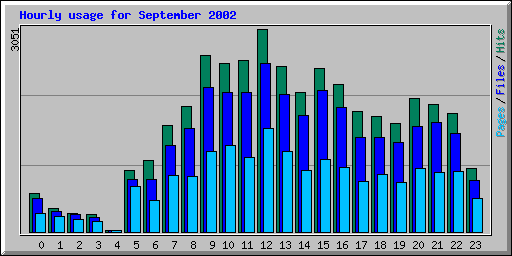 Hourly usage for September 2002
3051
Pages / Files / Hits
0 1 2 3 4 5 6 7 8 9 10 11 12 13 14 15 16 17 18 19 20 21 22 23